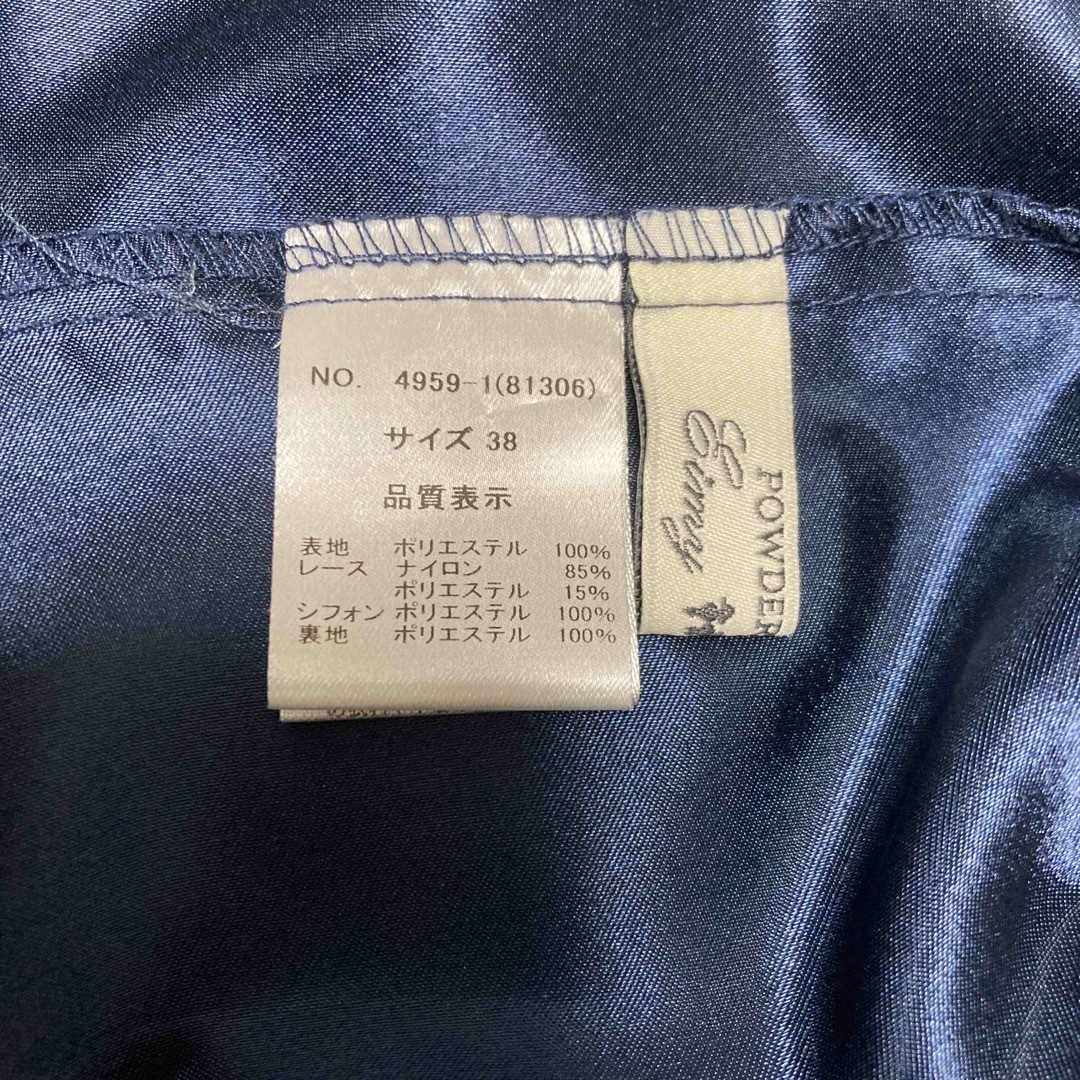 NO. 4959-1(81306)
サイズ 38
品質表示
表地 ポリエステル 100%
レース ナイロン 85%
ポリエステル 15%
シフォン ポリエステル 100%
裏地 ポリエステル 100%
POWDER
Eimy